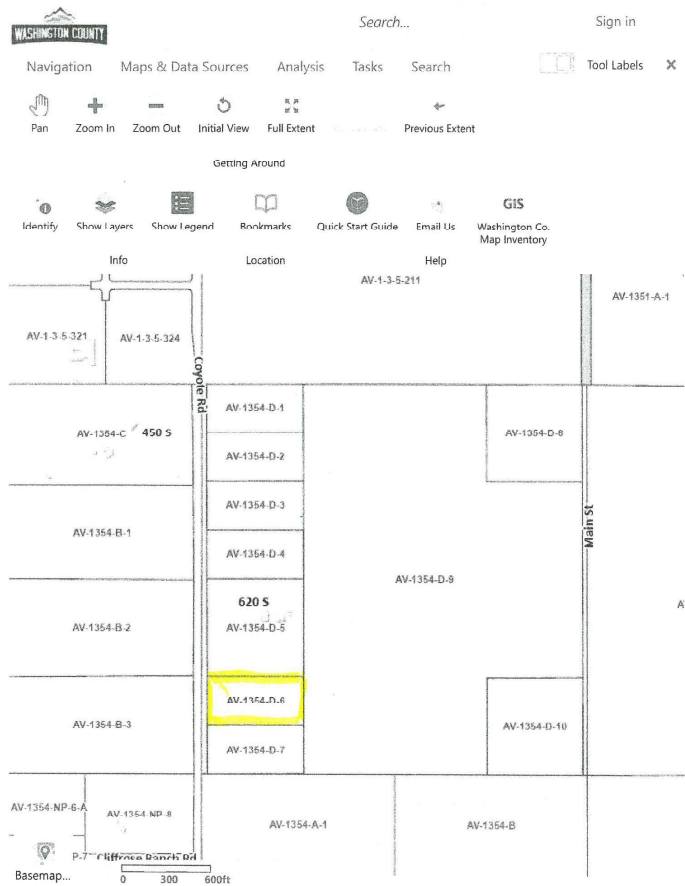 WASHINGTON COUNTY
Search...
Sign in
Navigation Maps & Data Sources Analysis Tasks Search
Tool Labels
Pan Zoom In Zoom Out Initial View Full Extent Previous Extent
Getting Around
Identify Show Layers Show Legend Bookmarks Quick Start Guide Email Us
GIS
Washington Co.
Map Inventory
Info Location Help
AV-1-3-5-211
AV-1351-A-1
AV-1-3-5-321
AV-1-3-5-324
Coyote Rd
AV-1354-D-1
AV-1354-C 450 S
AV-1354-D-8
AV-1354-D-2
AV-1354-D-3
AV-1354-B-1
Main St
AV-1354-D-4
AV-1354-D-9
620 S
A
AV-1354-B-2
AV-1354-D-5
AV-1354-D-6
AV-1354-B-3
AV-1354-D-10
AV-1354-D-7
AV-1354-NP-6-A
AV-1354-NP-8
AV-1354-A-1
AV-1354-B
P-7 Cliffrose Ranch Rd
Basemap...
0 300 600ft